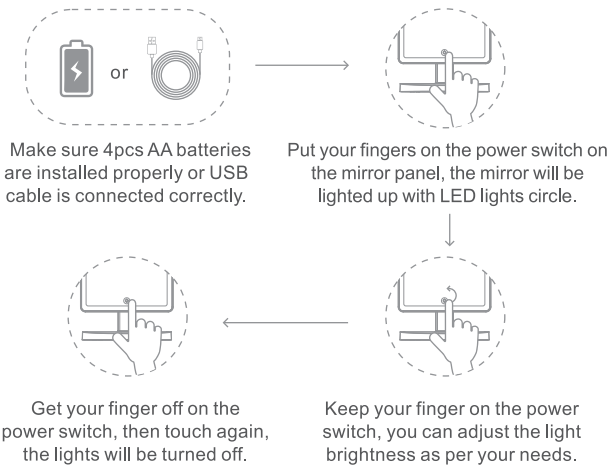 or
Make sure 4pcs AA batteries
are installed properly or USB
cable is connected correctly.
Put your fingers on the power switch on
the mirror panel, the mirror will be
lighted up with LED lights circle.
Keep your finger on the power
switch, you can adjust the light
brightness as per your needs.
Get your finger off on the
power switch, then touch again,
the lights will be turned off.